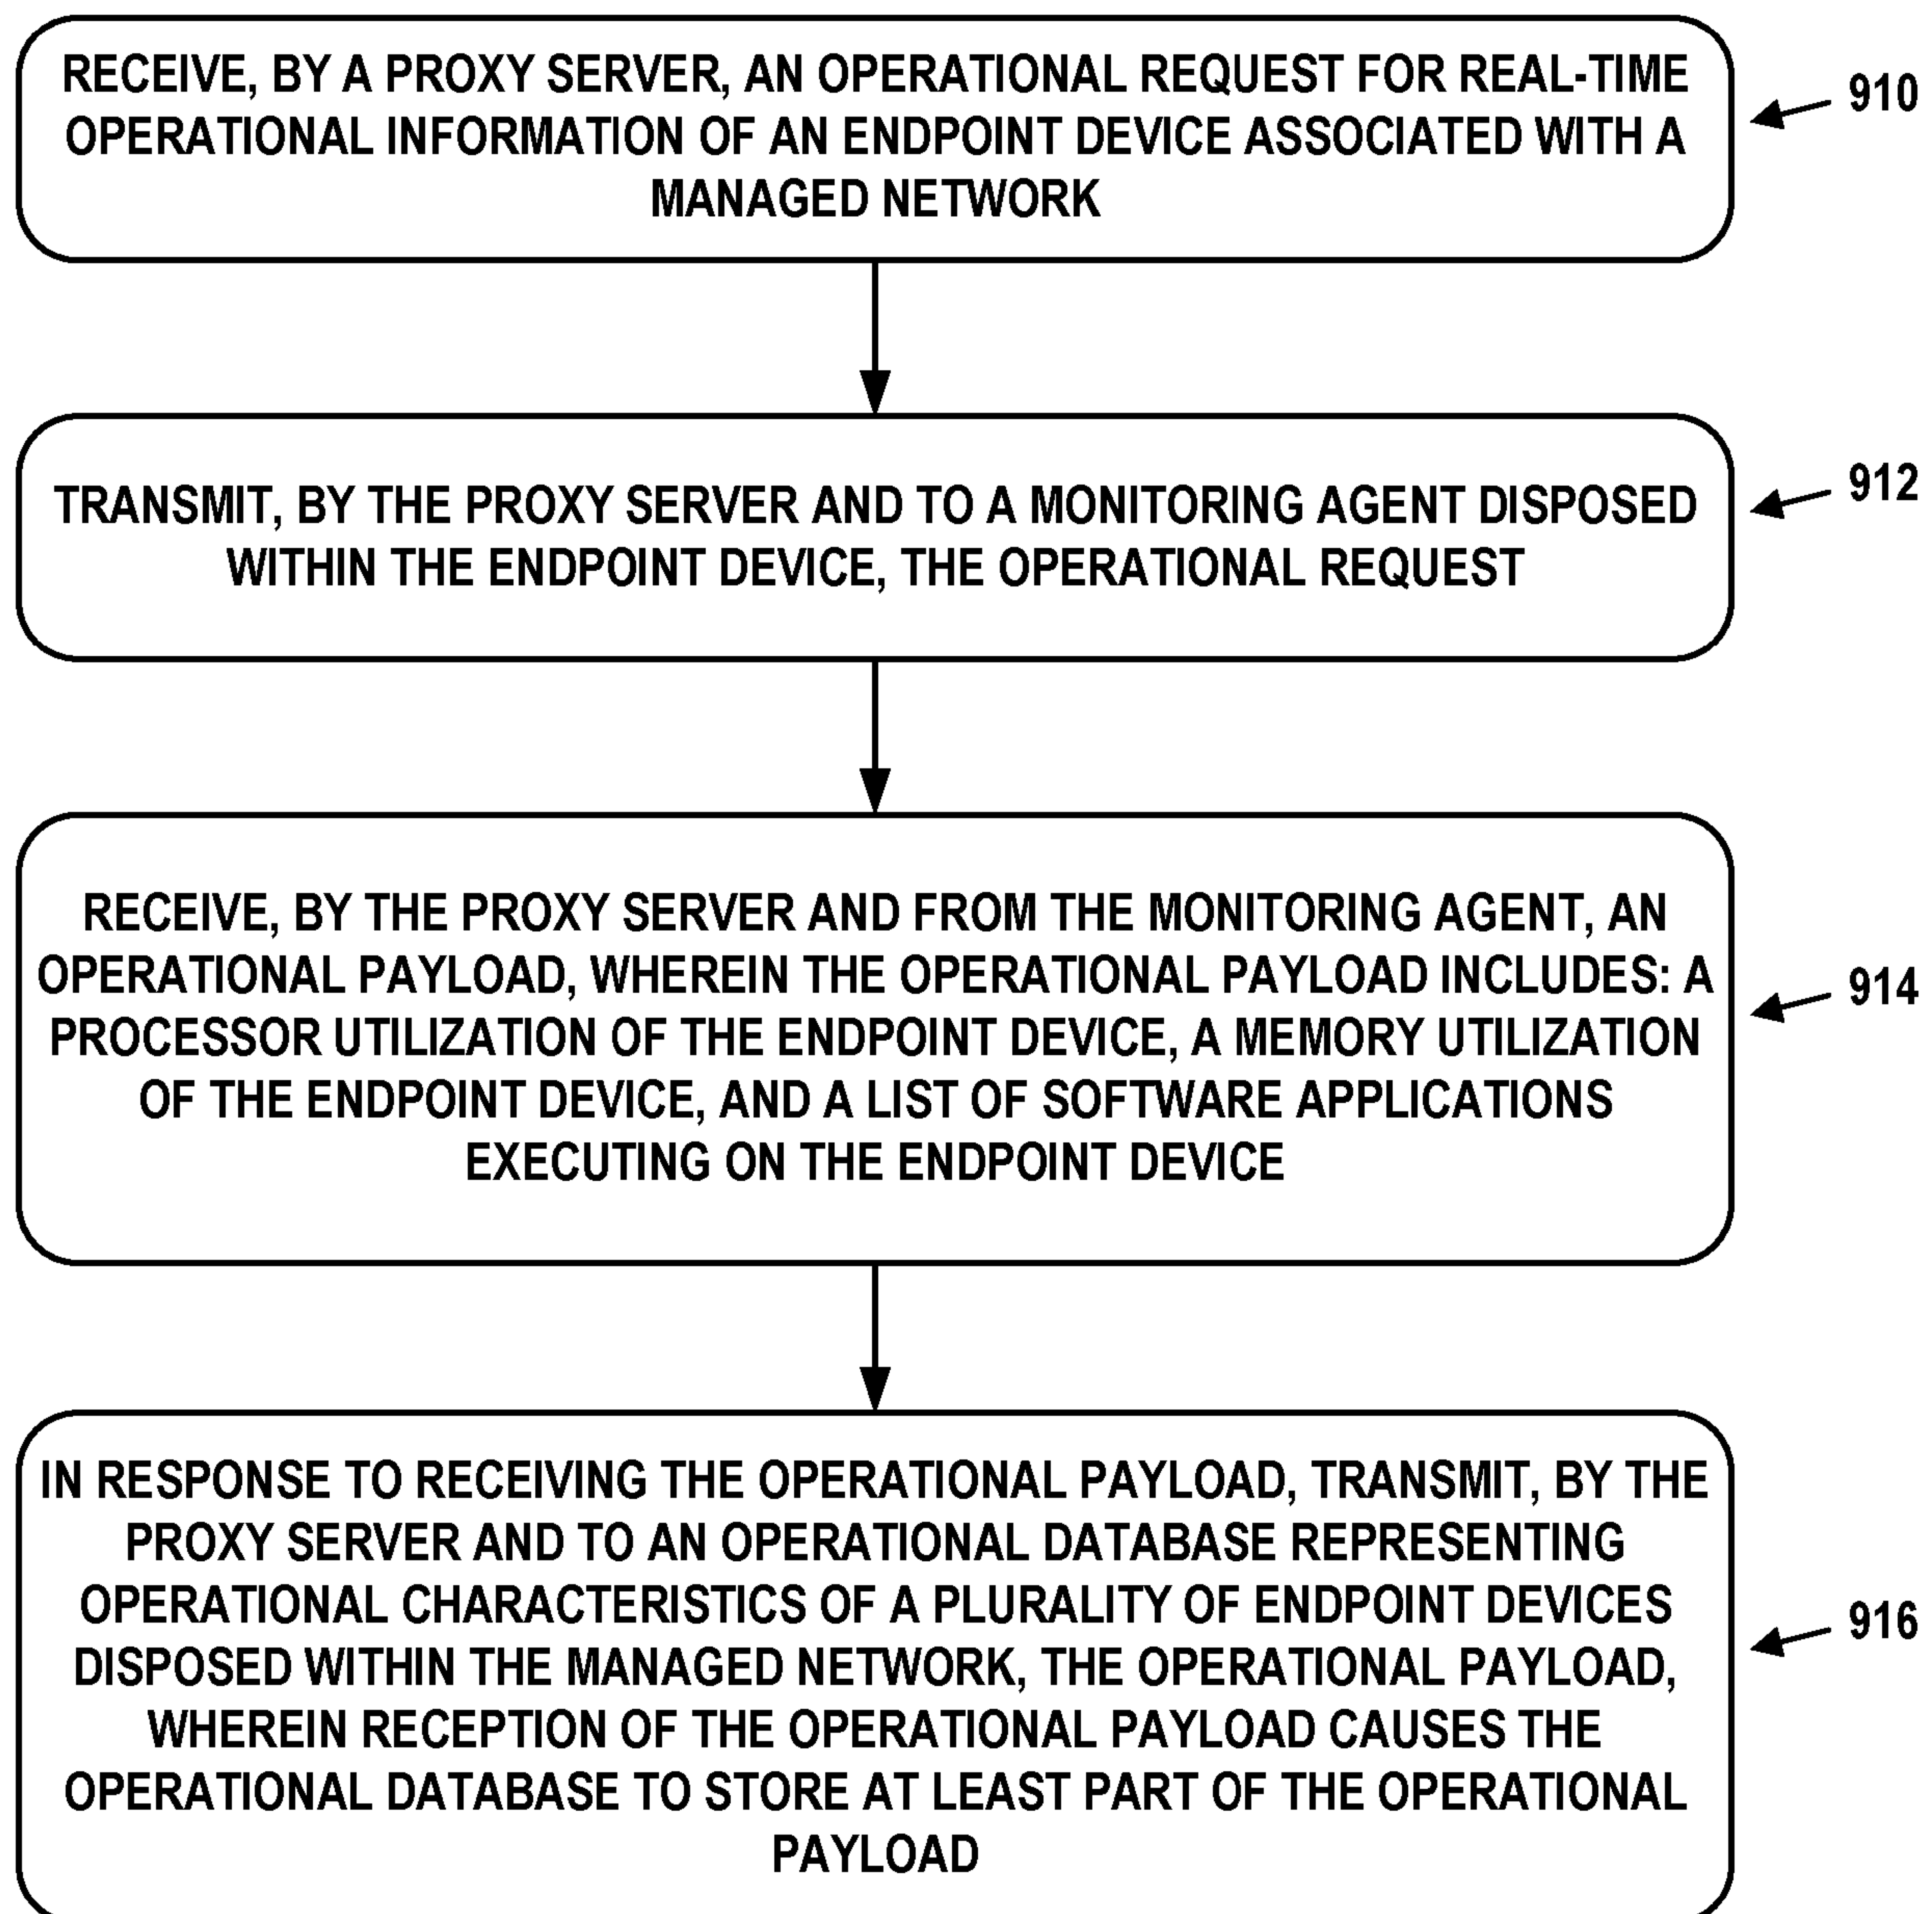 RECEIVE, BY A PROXY SERVER, AN OPERATIONAL REQUEST FOR REAL-TIME
OPERATIONAL INFORMATION OF AN ENDPOINT DEVICE ASSOCIATED WITH A
MANAGED NETWORK
910
TRANSMIT, BY THE PROXY SERVER AND TO A MONITORING AGENT DISPOSED
WITHIN THE ENDPOINT DEVICE, THE OPERATIONAL REQUEST
912
RECEIVE, BY THE PROXY SERVER AND FROM THE MONITORING AGENT, AN
OPERATIONAL PAYLOAD, WHEREIN THE OPERATIONAL PAYLOAD INCLUDES: A
PROCESSOR UTILIZATION OF THE ENDPOINT DEVICE, A MEMORY UTILIZATION
OF THE ENDPOINT DEVICE, AND A LIST OF SOFTWARE APPLICATIONS
EXECUTING ON THE ENDPOINT DEVICE
914
IN RESPONSE TO RECEIVING THE OPERATIONAL PAYLOAD, TRANSMIT, BY THE
PROXY SERVER AND TO AN OPERATIONAL DATABASE REPRESENTING
OPERATIONAL CHARACTERISTICS OF A PLURALITY OF ENDPOINT DEVICES
DISPOSED WITHIN THE MANAGED NETWORK, THE OPERATIONAL PAYLOAD,
WHEREIN RECEPTION OF THE OPERATIONAL PAYLOAD CAUSES THE
OPERATIONAL DATABASE TO STORE AT LEAST PART OF THE OPERATIONAL
PAYLOAD
916